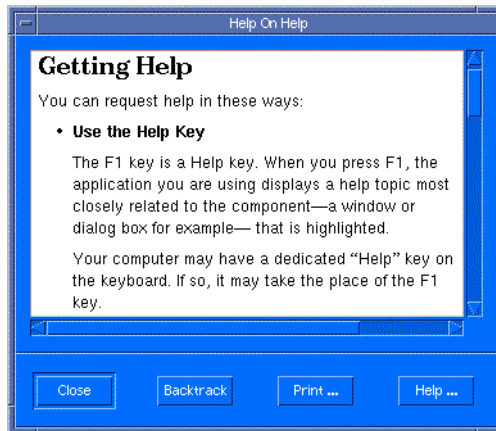 Help On Help
Getting Help
You can request help in these ways:
• Use the Help Key
The F1 key is a Help key. When you press F1, the
application you are using displays a help topic most
closely related to the component—a window or
dialog box for example— that is highlighted.
Your computer may have a dedicated “Help” key on
the keyboard. If so, it may take the place of the F1
key.
Close Backtrack Print ... Help ...